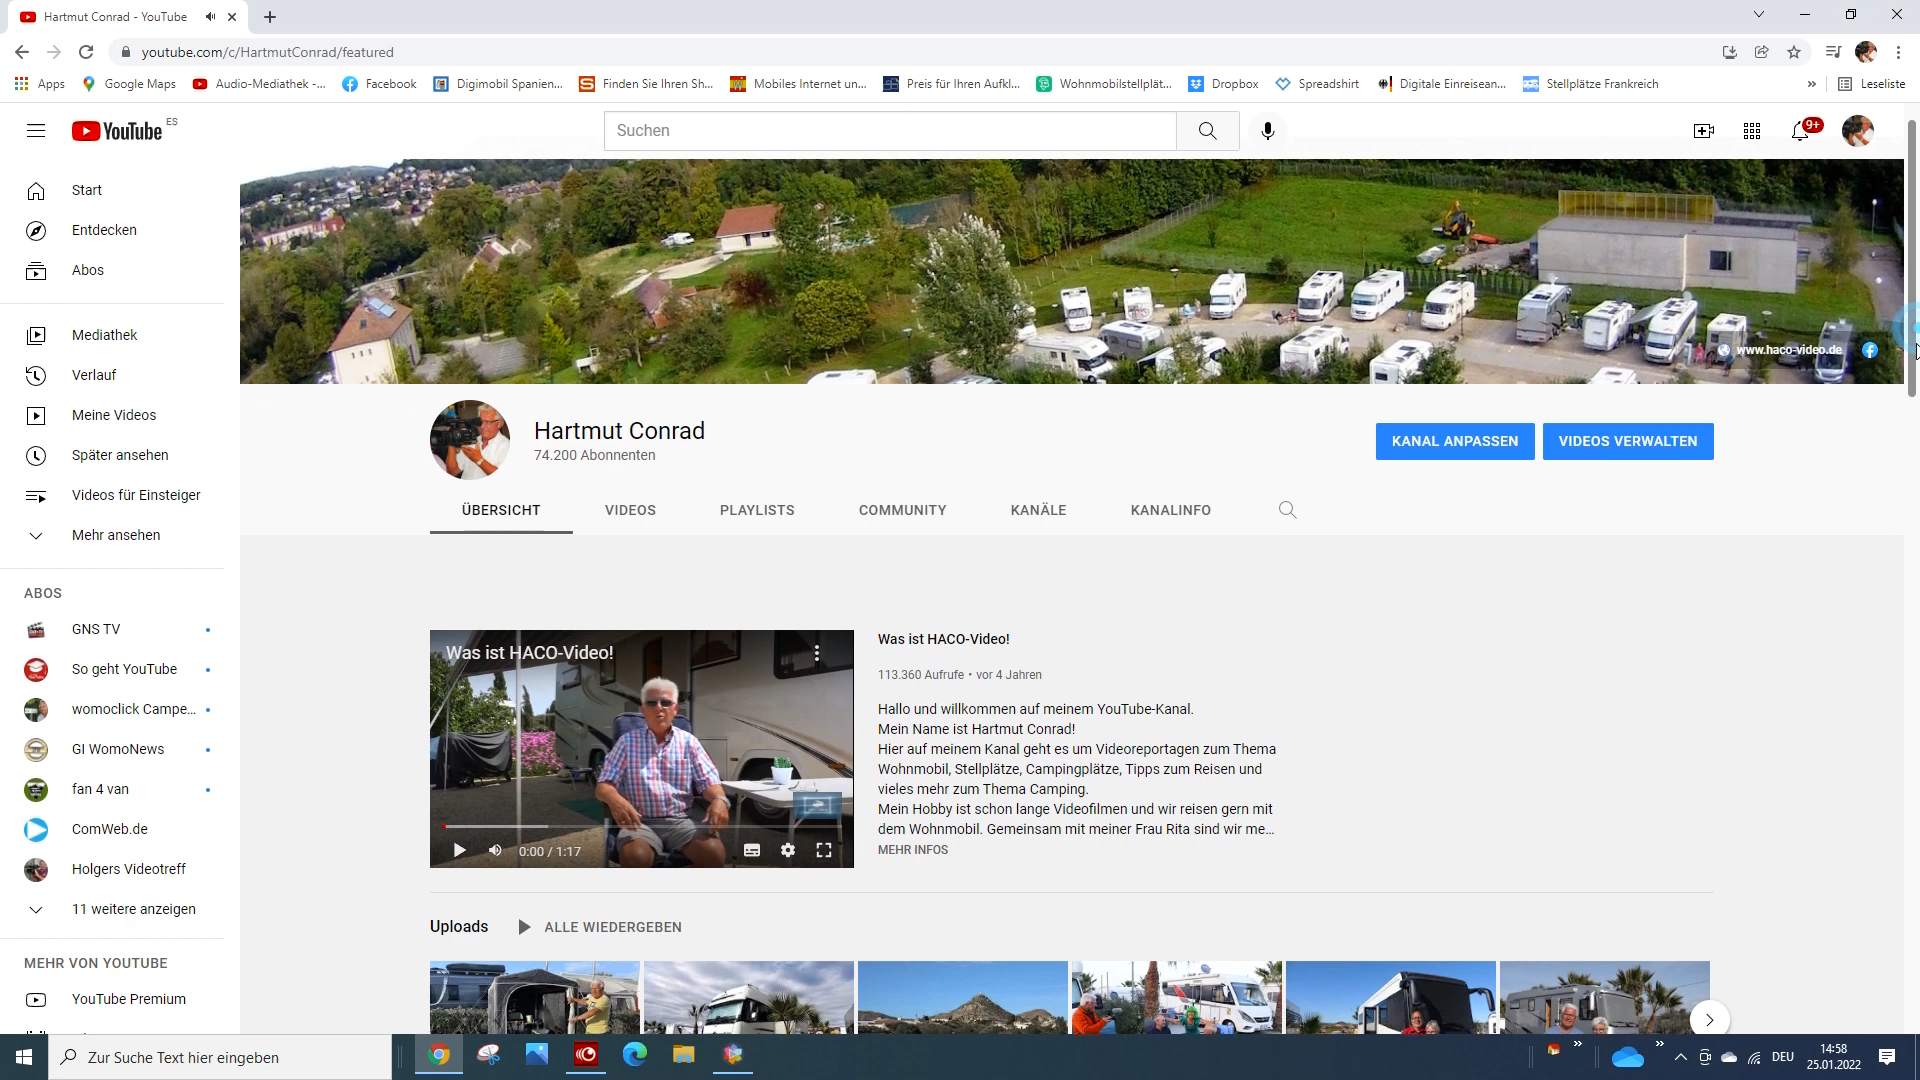 Hartmut Conrad - YouTube
youtube.com/c/HartmutConrad/featured
Apps
Google Maps
Audio-Mediathek -...
Facebook
Digimobil Spanien...
Finden Sie Ihren Sh...
Mobiles Internet un...
Preis für Ihren Aufkl...
Wohnmobilstellplät...
Dropbox
Spreadshirt
Digitale Einreisean...
Stellplätze Frankreich
»
Leseliste
YouTube ES
Suchen
9+
Start
Entdecken
Abos
Mediathek
Verlauf
Meine Videos
Später ansehen
Videos für Einsteiger
Mehr ansehen
ABOS
GNS TV
So geht YouTube
womoclick Campe...
GI WomoNews
fan 4 van
ComWeb.de
Holgers Videotreff
11 weitere anzeigen
MEHR VON YOUTUBE
YouTube Premium
www.haco-video.de
Hartmut Conrad
74.200 Abonnenten
KANAL ANPASSEN
VIDEOS VERWALTEN
ÜBERSICHT
VIDEOS
PLAYLISTS
COMMUNITY
KANÄLE
KANALINFO
Was ist HACO-Video!
0:00 / 1:17
Was ist HACO-Video!
113.360 Aufrufe • vor 4 Jahren
Hallo und willkommen auf meinem YouTube-Kanal.
Mein Name ist Hartmut Conrad!
Hier auf meinem Kanal geht es um Videoreportagen zum Thema
Wohnmobil, Stellplätze, Campingplätze, Tipps zum Reisen und
vieles mehr zum Thema Camping.
Mein Hobby ist schon lange Videofilmen und wir reisen gern mit
dem Wohnmobil. Gemeinsam mit meiner Frau Rita sind wir me...
MEHR INFOS
Uploads
ALLE WIEDERGEBEN
Zur Suche Text hier eingeben
DEU
14:58
25.01.2022